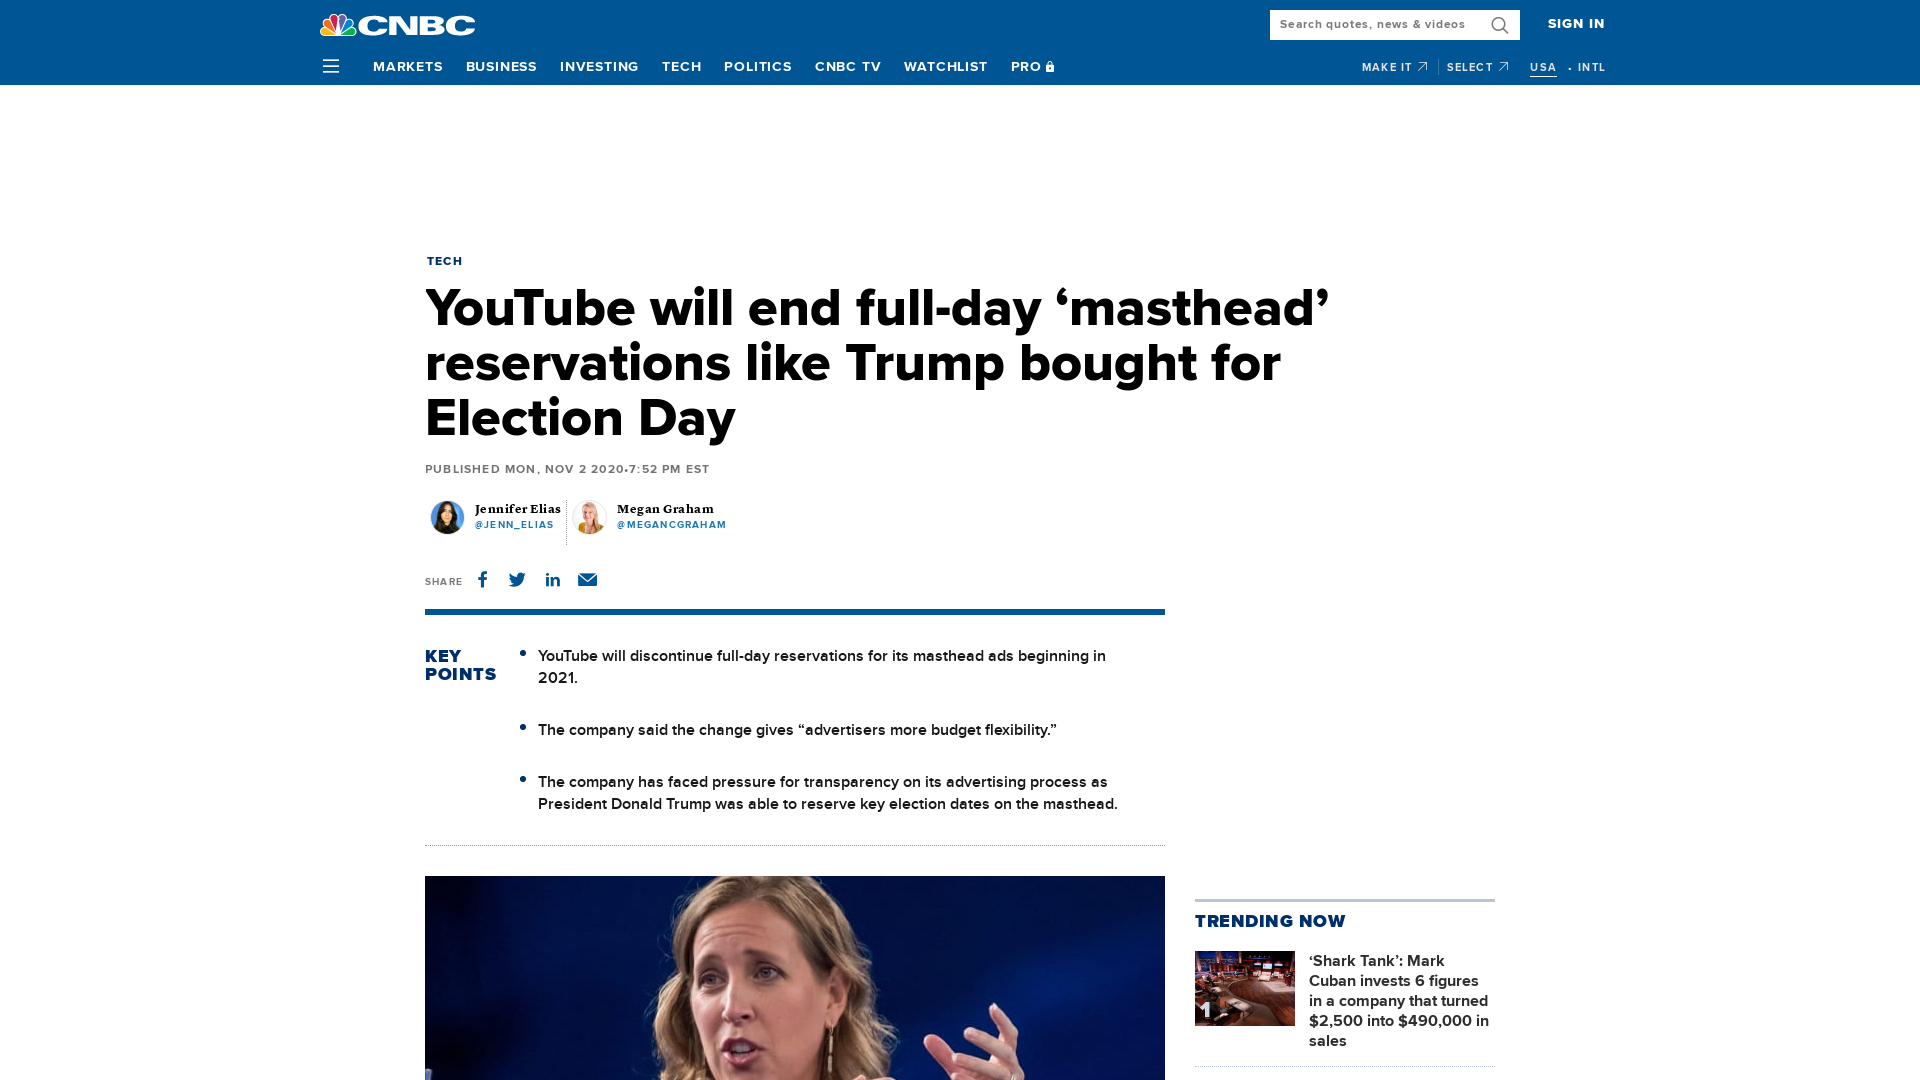 CNBC
Search quotes, news & videos
SIGN IN
MARKETS BUSINESS INVESTING TECH POLITICS CNBC TV WATCHLIST PRO
MAKE IT SELECT USA • INTL
TECH
YouTube will end full-day ‘masthead’
reservations like Trump bought for
Election Day
PUBLISHED MON, NOV 2 2020•7:52 PM EST
Jennifer Elias
@JENN_ELIAS
Megan Graham
@MEGANCGRAHAM
SHARE
KEY
POINTS
YouTube will discontinue full-day reservations for its masthead ads beginning in
2021.
The company said the change gives “advertisers more budget flexibility.”
The company has faced pressure for transparency on its advertising process as
President Donald Trump was able to reserve key election dates on the masthead.
TRENDING NOW
1
‘Shark Tank’: Mark
Cuban invests 6 figures
in a company that turned
$2,500 into $490,000 in
sales